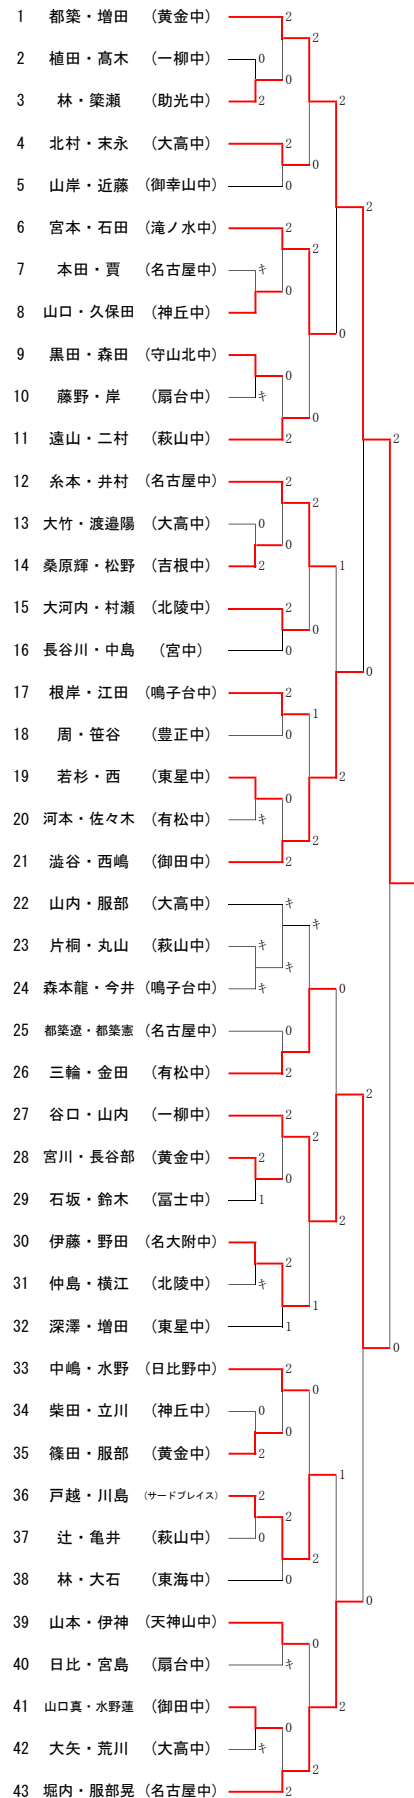 1 都築・増田 (黄金中) 2
2 植田・髙木 (一柳中) 0
3 林・築瀬 (助光中) 2
4 北村・末永 (大高中) 2
5 山岸・近藤 (御幸山中) 0
6 宮本・石田 (滝ノ水中) 2
7 本田・賈 (名古屋中) キ
8 山口・久保田 (神丘中)
9 黒田・森田 (守山北中)
10 藤野・岸 (扇台中) キ
11 遠山・二村 (萩山中) 2
12 糸本・井村 (名古屋中) 2
13 大竹・渡邉陽 (大高中) 0
14 桑原輝・松野 (吉根中) 2
15 大河内・村瀬 (北陵中) 2
16 長谷川・中島 (宮中) 0
17 根岸・江田 (鳴子台中) 2
18 周・笹谷 (豊正中) 0
19 若杉・西 (東星中)
20 河本・佐々木 (有松中) キ
21 澁谷・西嶋 (御田中) 2
22 山内・服部 (大高中) キ
23 片桐・丸山 (萩山中) キ
24 森本龍・今井 (鳴子台中) キ
25 都築遼・都築憲 (名古屋中) 0
26 三輪・金田 (有松中) 2
27 谷口・山内 (一柳中) 2
28 宮川・長谷部 (黄金中) 2
29 石坂・鈴木 (冨士中) 1
30 伊藤・野田 (名大附中)
31 仲島・横江 (北陵中) キ
32 深澤・増田 (東星中) 1
33 中嶋・水野 (日比野中) 2
34 柴田・立川 (神丘中) 0
35 篠田・服部 (黄金中) 2
36 戸越・川島 (サードプレイス) 2
37 辻・亀井 (萩山中) 0
38 林・大石 (東海中) 0
39 山本・伊神 (天神山中)
40 日比・宮島 (扇台中) キ
41 山口真・水野蓮 (御田中)
42 大矢・荒川 (大高中) キ
43 堀内・服部晃 (名古屋中) 2
0
0
0
0
0
0
キ
0
2
0
2
0
2
2
0
2
0
1
2
キ
2
1
0
2
0
2
2
0
1
2
0
2
1
2
2
0
2
0
2
0